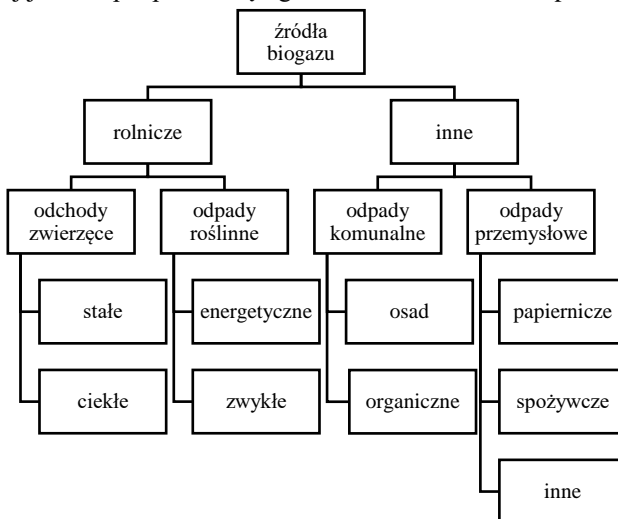 źródła
biogazu
rolnicze
inne
odchody
zwierzęce
odpady
roślinne
odpady
komunalne
odpady
przemysłowe
stałe
energetyczne
osad
papiernicze
ciekłe
zwykłe
organiczne
spożywcze
inne